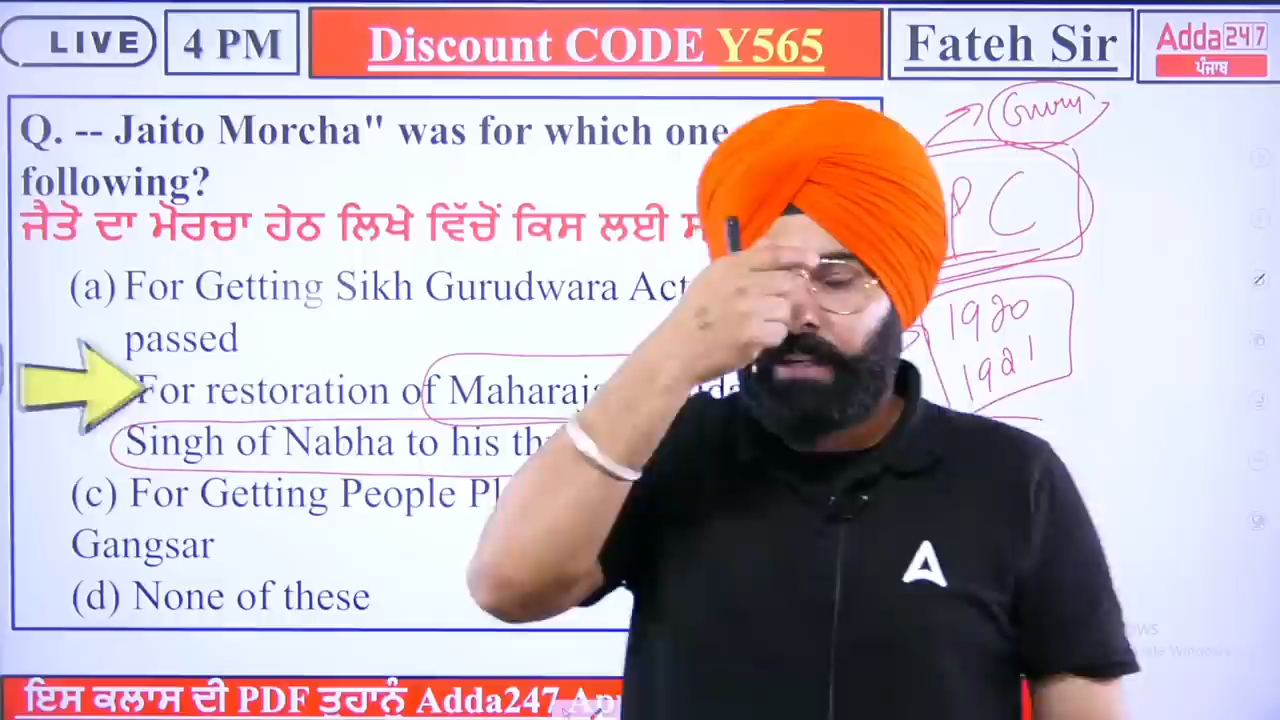 LIVE
4 PM
Discount CODE Y565
Fateh Sir
Adda247
ਪੰਜਾਬ
Q. -- Jaito Morcha" was for which one
following?
ਜੈਤੋ ਦਾ ਮੋਰਚਾ ਹੇਠ ਲਿਖੇ ਵਿੱਚੋਂ ਕਿਸ ਲਈ
(a) For Getting Sikh Gurudwara Act
passed
For restoration of Maharaj
Singh of Nabha to his
(c) For Getting People
Gangsar
(d) None of these
P C
1920
1921
ਇਸ ਕਲਾਸ ਦੀ PDF ਤੁਹਾਨੂੰ Adda247 App